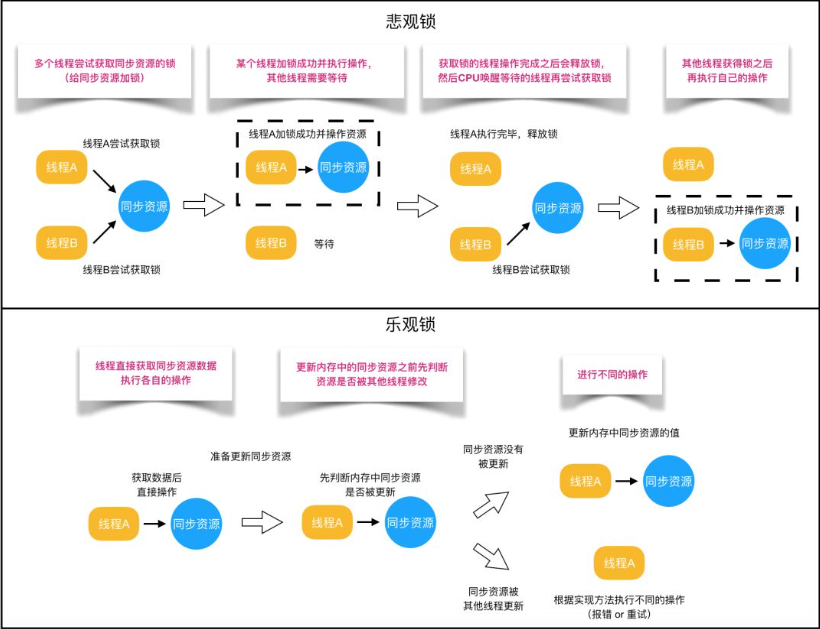 悲观锁
多个线程尝试获取同步资源的锁
（给同步资源加锁）
某个线程加锁成功并执行操作，
其他线程需要等待
获取锁的线程操作完成之后会释放锁，
然后CPU唤醒等待的线程再尝试获取锁
其他线程获得锁之后
再执行自己的操作
线程A尝试获取锁
线程A
同步资源
线程B
线程B尝试获取锁
线程A加锁成功并操作资源
线程A
同步资源
线程B
等待
线程A执行完毕，释放锁
线程A
同步资源
线程B
线程B尝试获取锁
线程A
线程B加锁成功并操作资源
线程B
同步资源
乐观锁
线程直接获取同步资源数据
执行各自的操作
更新内存中的同步资源之前先判断
资源是否被其他线程修改
进行不同的操作
获取数据后
直接操作
线程A
同步资源
准备更新同步资源
先判断内存中同步资源
是否被更新
线程A
同步资源
同步资源没有
被更新
更新内存中同步资源的值
线程A
同步资源
同步资源被
其他线程更新
线程A
根据实现方法执行不同的操作
（报错 or 重试）